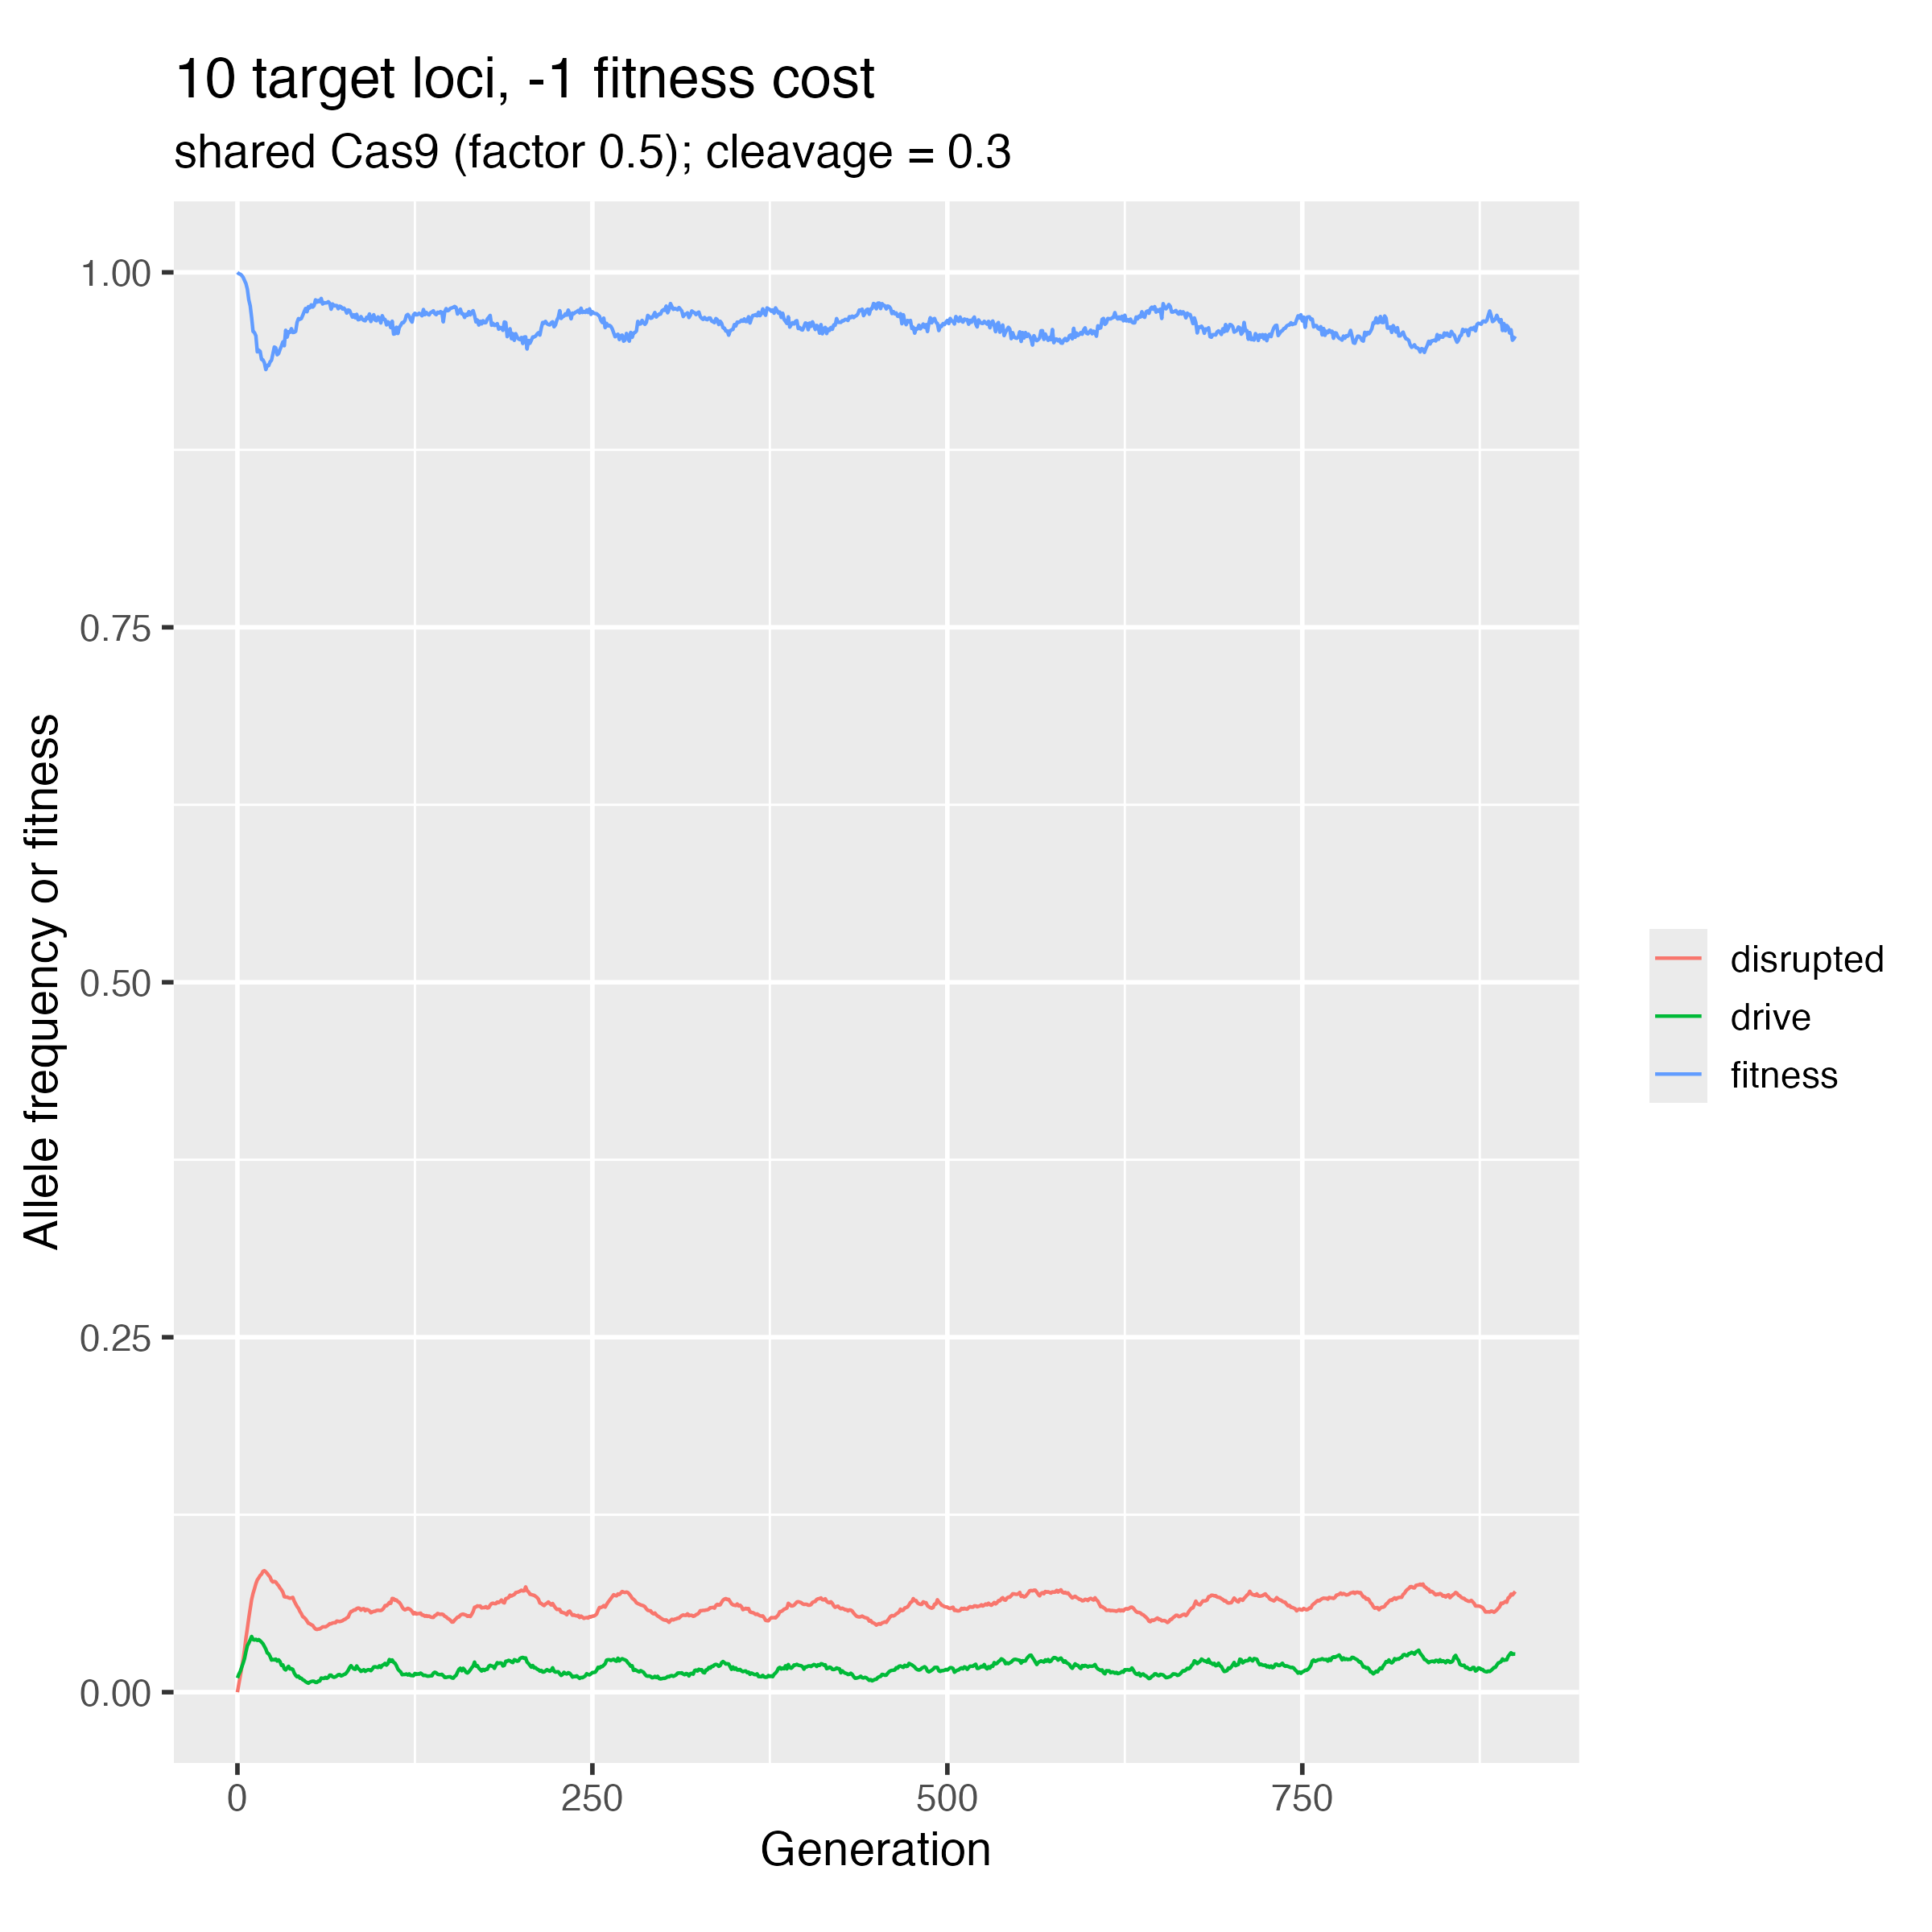 10 target loci, -1 fitness cost
shared Cas9 (factor 0.5); cleavage = 0.3
Allele frequency or fitness
1.00
0.75
0.50
0.25
0.00
0
250
500
750
Generation
disrupted
drive
fitness